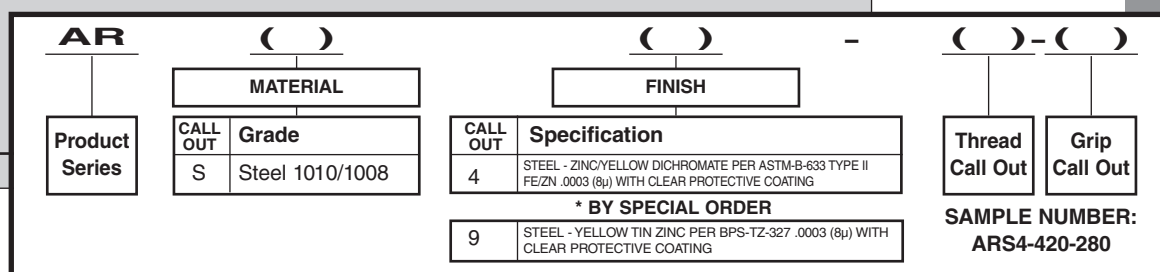 AR ( ) ( ) – ( ) – ( )
MATERIAL
FINISH
Product
Series
CALL
OUT
Grade
S
Steel 1010/1008
CALL
OUT
Specification
4
STEEL - ZINC/YELLOW DICHROMATE PER ASTM-B-633 TYPE II
FE/ZN .0003 (8µ) WITH CLEAR PROTECTIVE COATING
* BY SPECIAL ORDER
9
STEEL - YELLOW TIN ZINC PER BPS-TZ-327 .0003 (8µ) WITH
CLEAR PROTECTIVE COATING
Thread
Call Out
Grip
Call Out
SAMPLE NUMBER:
ARS4-420-280